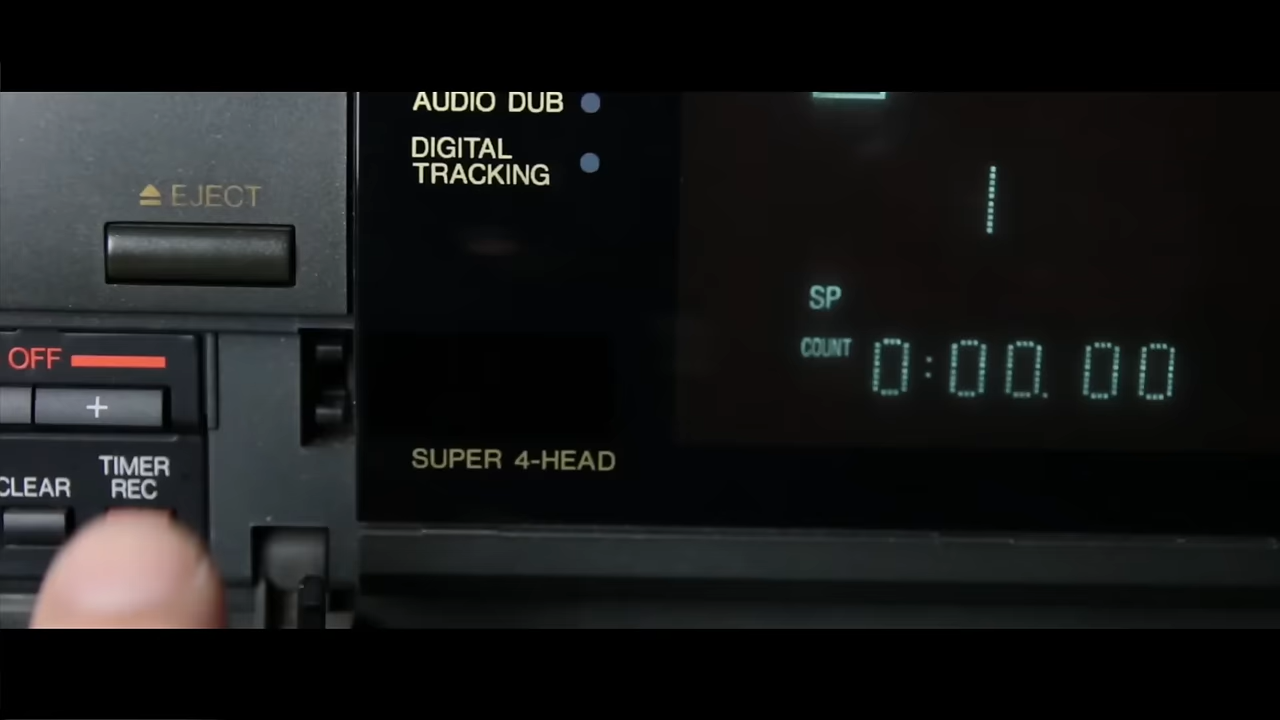 AUDIO DUB
DIGITAL
TRACKING
EJECT
SP
COUNT 0:00.00
OFF
+
SUPER 4-HEAD
CLEAR
TIMER
REC